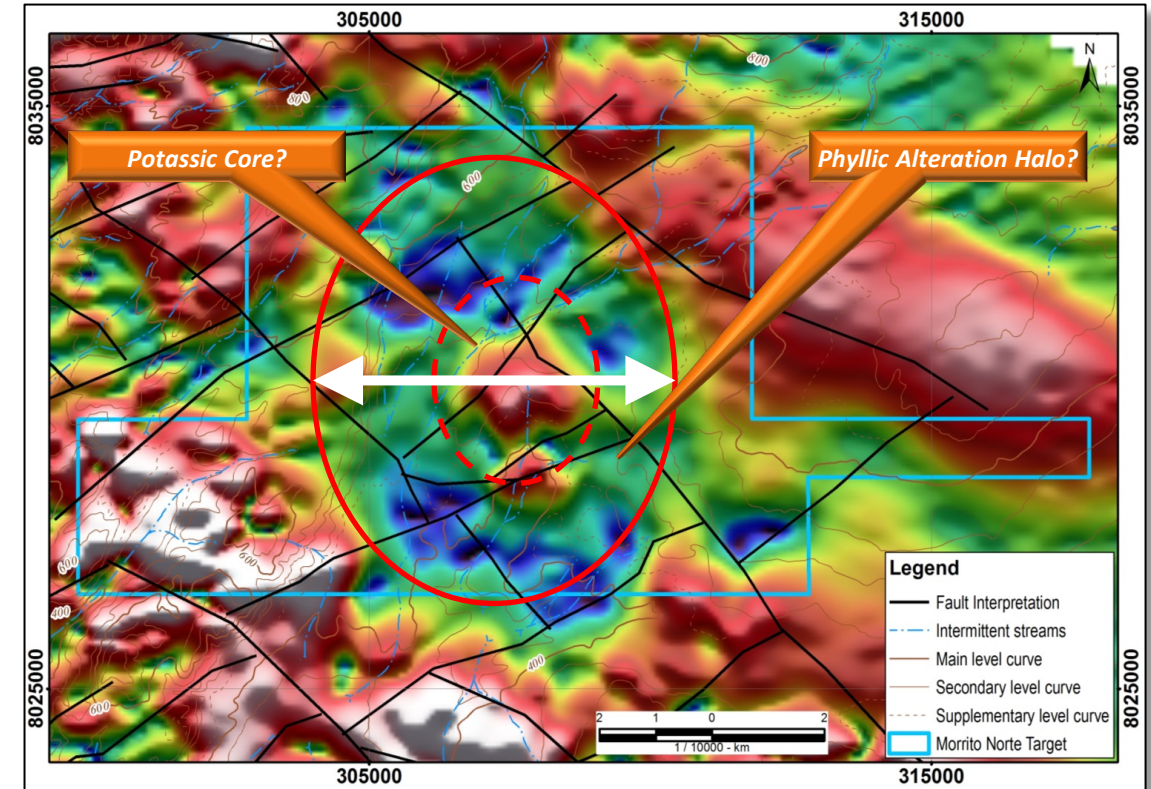 305000
315000
N
800
800
8035000
8035000
Potassic Core?
Phyllic Alteration Halo?
600
600
600
400
400
600
Legend
Fault Interpretation
Intermittent streams
Main level curve
Secondary level curve
Supplementary level curve
Morrito Norte Target
2 1 0 2
1 / 10000 - km
8025000
8025000
305000
315000